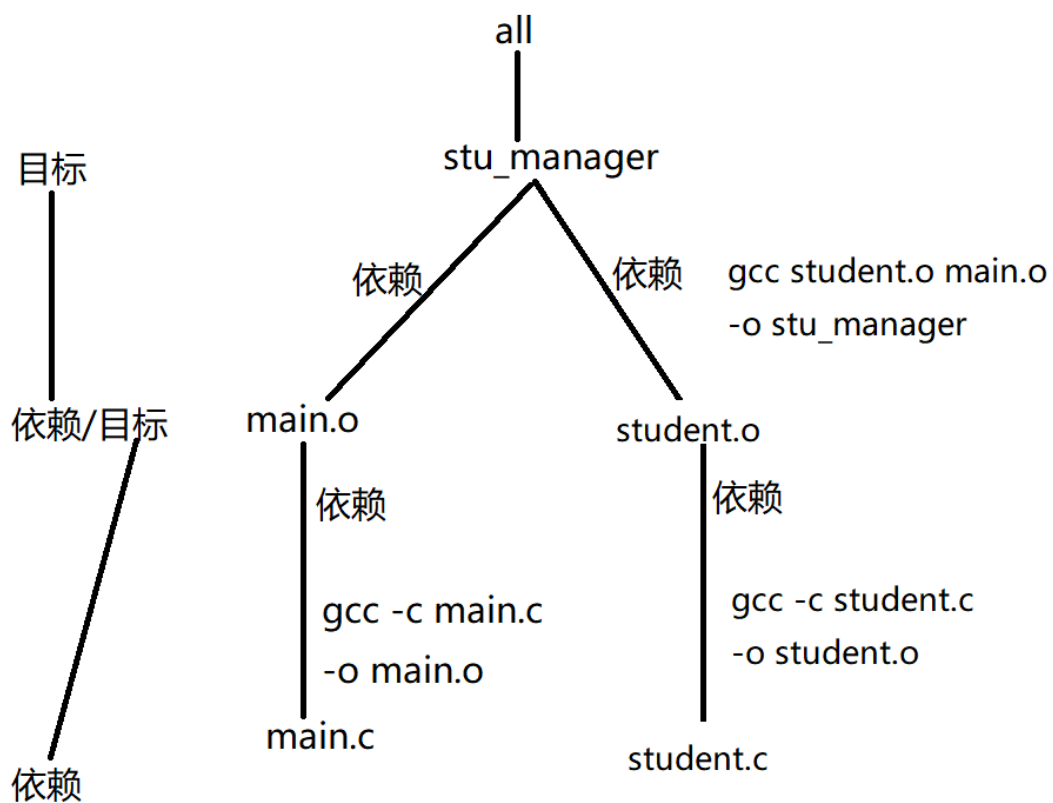 all
stu_manager
目标
依赖
依赖
gcc student.o main.o
-o stu_manager
依赖/目标
main.o
student.o
依赖
依赖
gcc -c main.c
-o main.o
gcc -c student.c
-o student.o
main.c
student.c
依赖